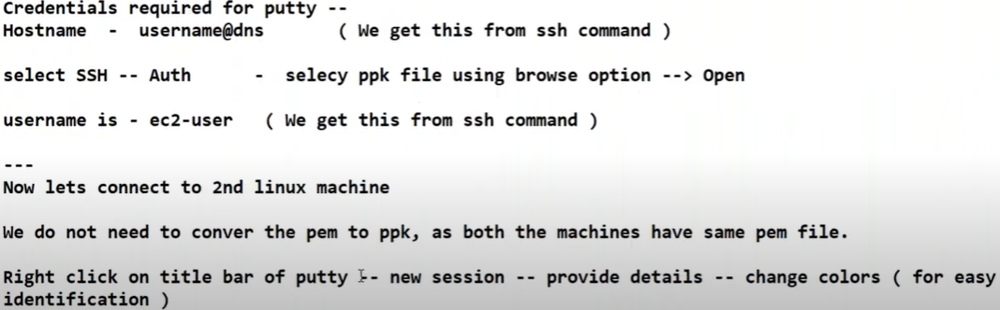 Credentials required for putty --
Hostname - username@dns ( We get this from ssh command )
select SSH -- Auth - selecy ppk file using browse option --> Open
username is - ec2-user ( We get this from ssh command )
---
Now lets connect to 2nd linux machine
We do not need to conver the pem to ppk, as both the machines have same pem file.
Right click on title bar of putty -- new session -- provide details -- change colors ( for easy
identification )